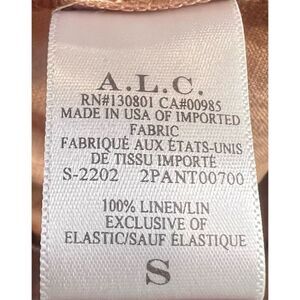 A.L.C.
RN#130801 CA#00985
MADE IN USA OF IMPORTED
FABRIC
FABRIQUÉ AUX ÉTATS-UNIS
DE TISSU IMPORTÉ
S-2202 2PANT00700
100% LINEN/LIN
EXCLUSIVE OF
ELASTIC/SAUF ÉLASTIQUE
S